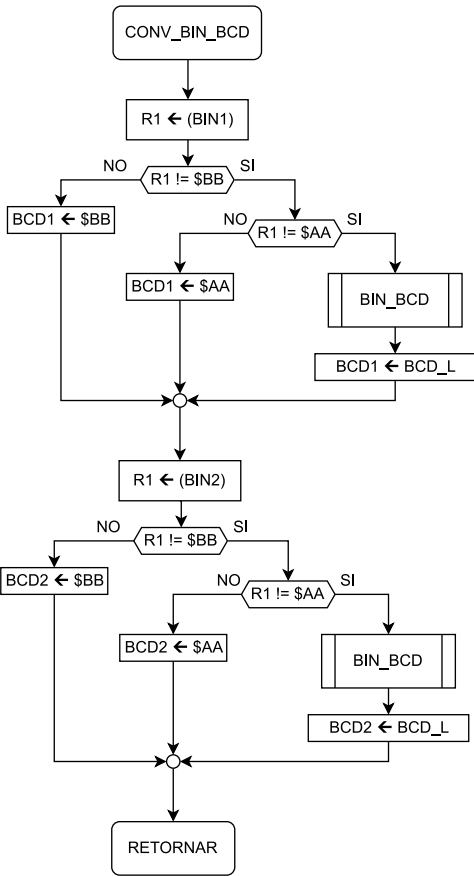 CONV_BIN_BCD
R1 ← (BIN1)
NO
SI
R1 != $BB
BCD1 ← $BB
NO
SI
R1 != $AA
BCD1 ← $AA
BIN_BCD
BCD1 ← BCD_L
R1 ← (BIN2)
NO
SI
R1 != $BB
BCD2 ← $BB
NO
SI
R1 != $AA
BCD2 ← $AA
BIN_BCD
BCD2 ← BCD_L
RETORNAR